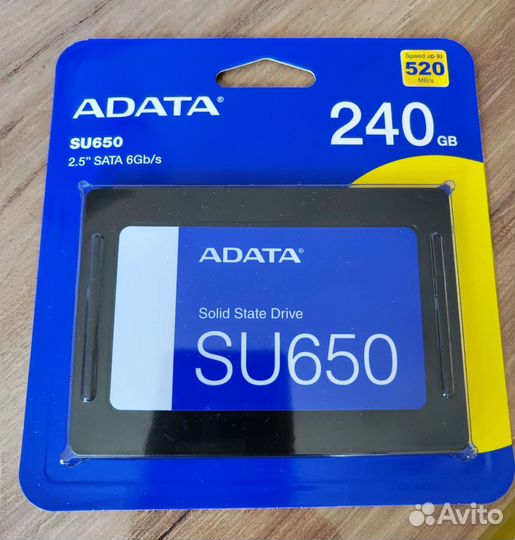 Speed up to
520
MB/s
ADATA®
240 GB
SU650
2.5" SATA 6Gb/s
ADATA®
Solid State Drive
SU650
Avito